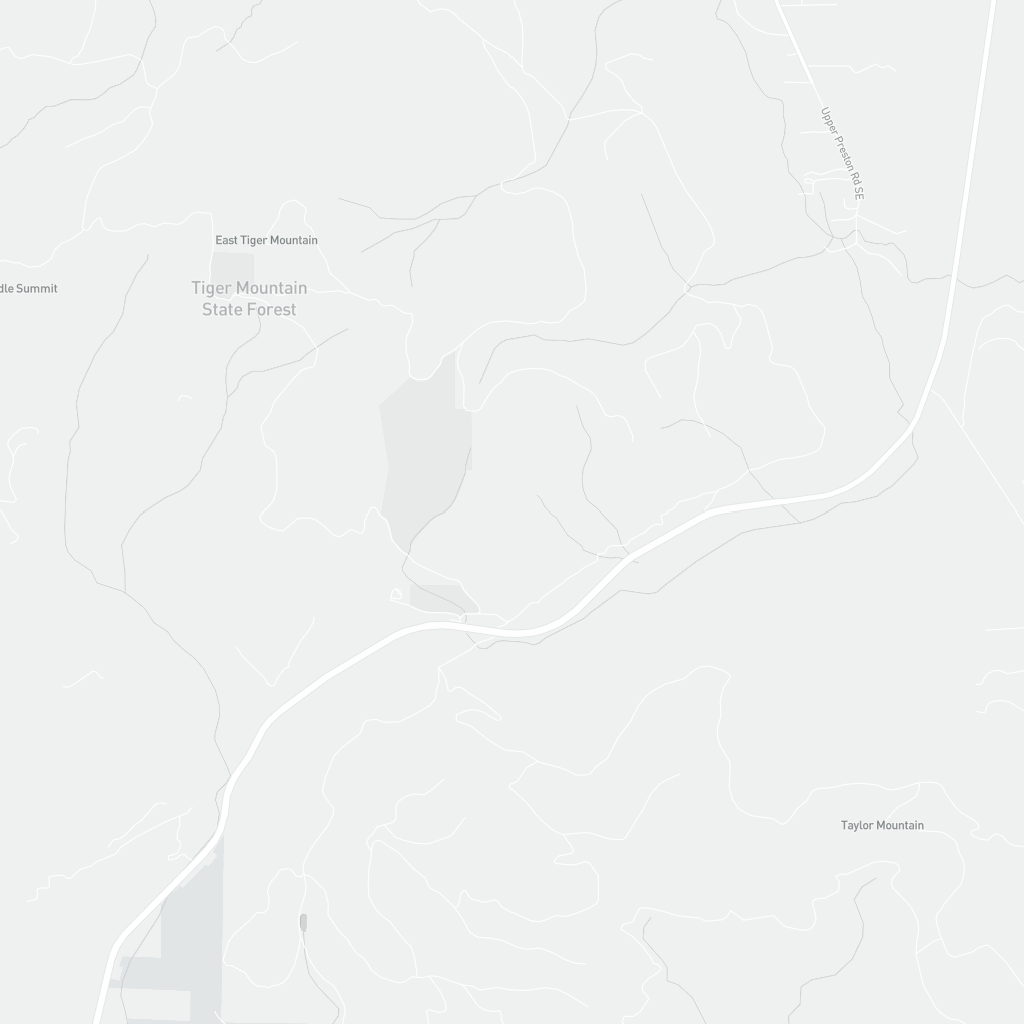 Upper Preston Rd SE
East Tiger Mountain
dle Summit
Tiger Mountain
State Forest
Taylor Mountain